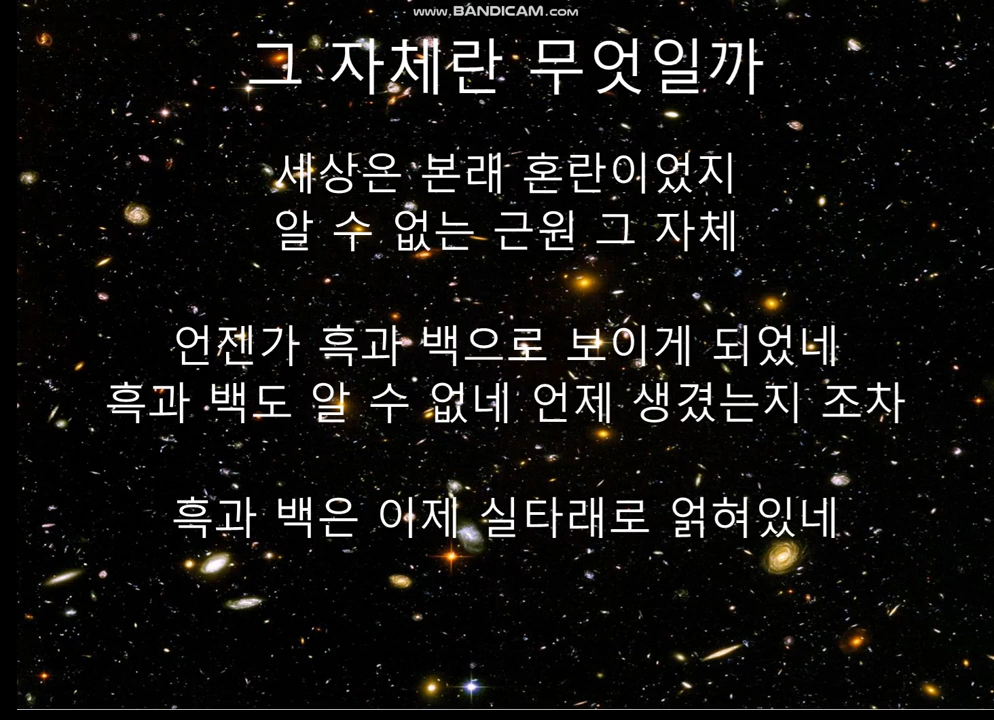 www.BANDICAM.com
그 자체란 무엇일까
세상은 본래 혼란이었지
알 수 없는 근원 그 자체
언젠가 흑과 백으로 보이게 되었네
흑과 백도 알 수 없네 언제 생겼는지 조차
흑과 백은 이제 실타래로 얽혀있네